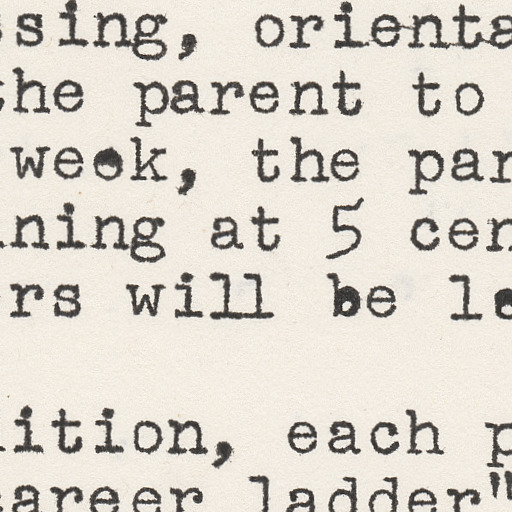 ssing, orienta
the parent to
week, the par
ning at 5 cen
rs will be le
ition, each p
areer ladder"